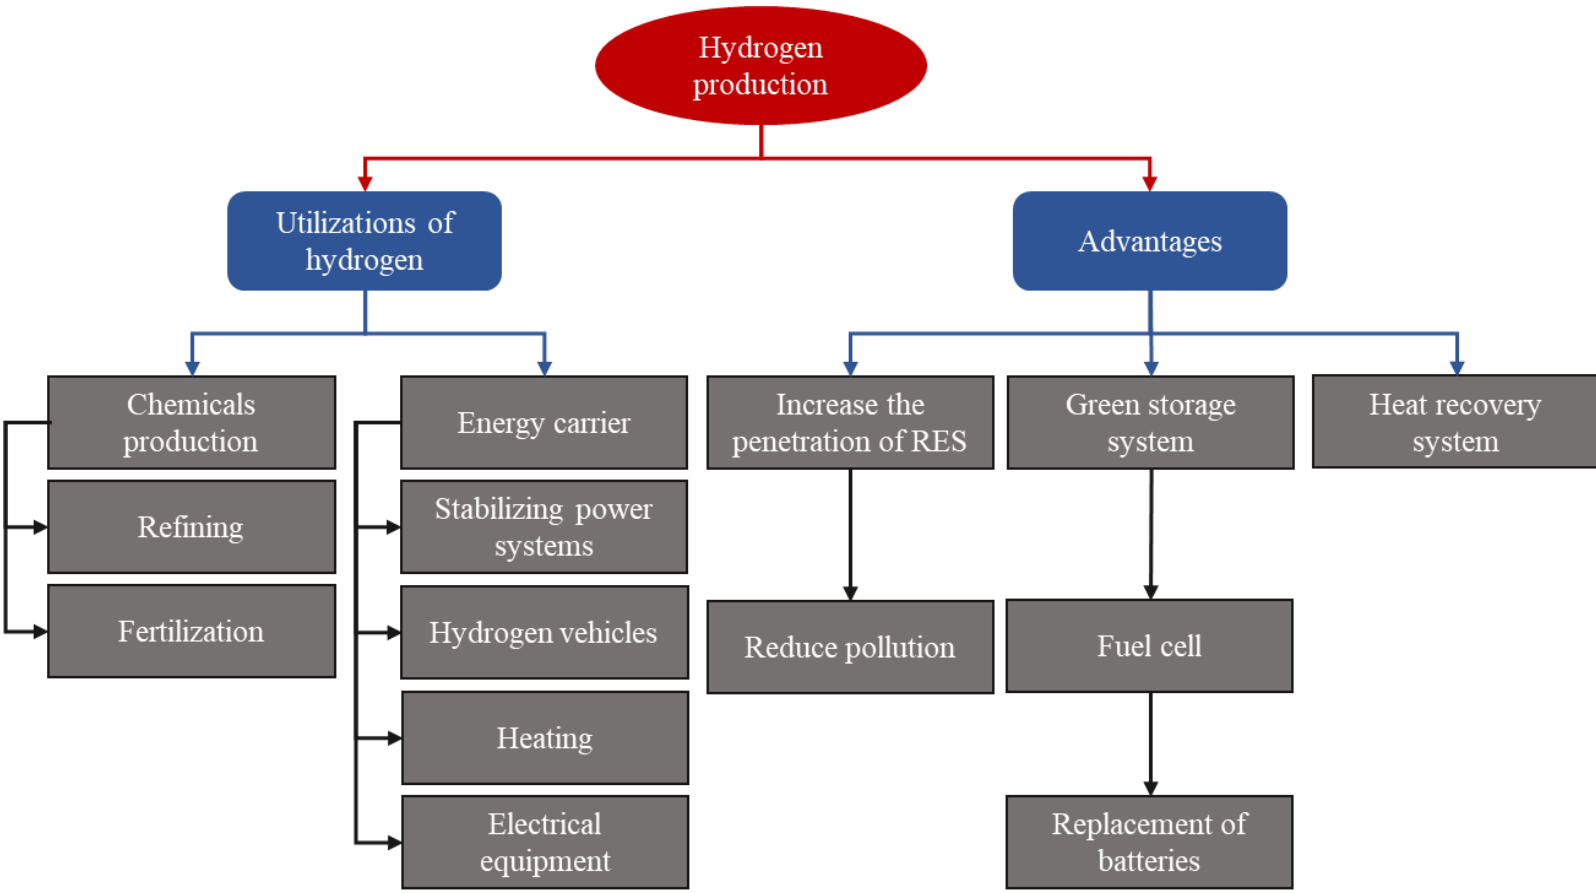 Hydrogen
production
Utilizations of
hydrogen
Advantages
Chemicals
production
Refining
Fertilization
Energy carrier
Stabilizing power
systems
Hydrogen vehicles
Heating
Electrical
equipment
Increase the
penetration of RES
Reduce pollution
Green storage
system
Fuel cell
Replacement of
batteries
Heat recovery
system